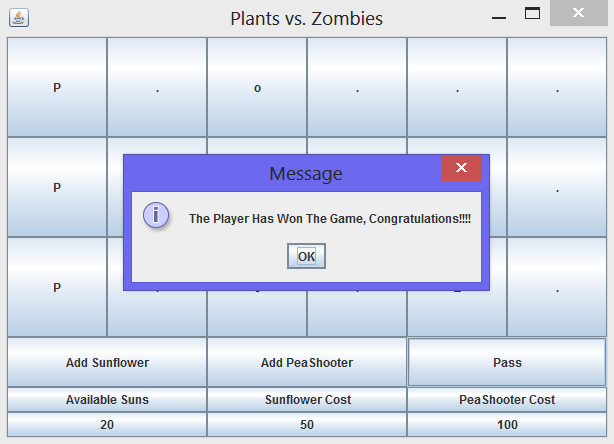 Plants vs. Zombies
P . o . . .
P .
Message
The Player Has Won The Game, Congratulations!!!!
OK
P .
Add Sunflower Add PeaShooter Pass
Available Suns Sunflower Cost PeaShooter Cost
20 50 100